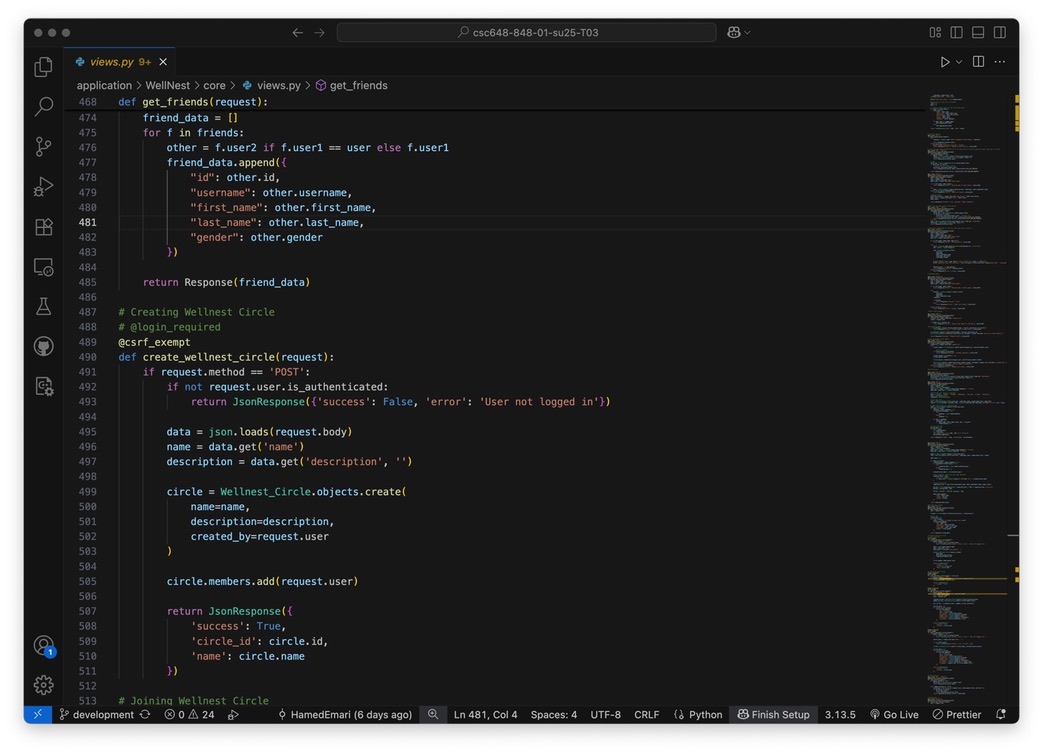 csc648-848-01-su25-T03
views.py 9+
application > WellNest > core > views.py > get_friends
468 def get_friends(request):
474 friend_data = []
475 for f in friends:
476 other = f.user2 if f.user1 == user else f.user1
477 friend_data.append({
478 "id": other.id,
479 "username": other.username,
480 "first_name": other.first_name,
481 "last_name": other.last_name,
482 "gender": other.gender
483 })
484
485 return Response(friend_data)
486
487 # Creating Wellnest Circle
488 # @login_required
489 @csrf_exempt
490 def create_wellnest_circle(request):
491 if request.method == 'POST':
492 if not request.user.is_authenticated:
493 return JsonResponse({'success': False, 'error': 'User not logged in'})
494
495 data = json.loads(request.body)
496 name = data.get('name')
497 description = data.get('description', '')
498
499 circle = Wellnest_Circle.objects.create(
500 name=name,
501 description=description,
502 created_by=request.user
503 )
504
505 circle.members.add(request.user)
506
507 return JsonResponse({
508 'success': True,
509 'circle_id': circle.id,
510 'name': circle.name
511 })
512
513 # Joining Wellnest Circle
1
development 0 24 HamedEmari (6 days ago) Ln 481, Col 4 Spaces: 4 UTF-8 CRLF Python Finish Setup 3.13.5 Go Live Prettier